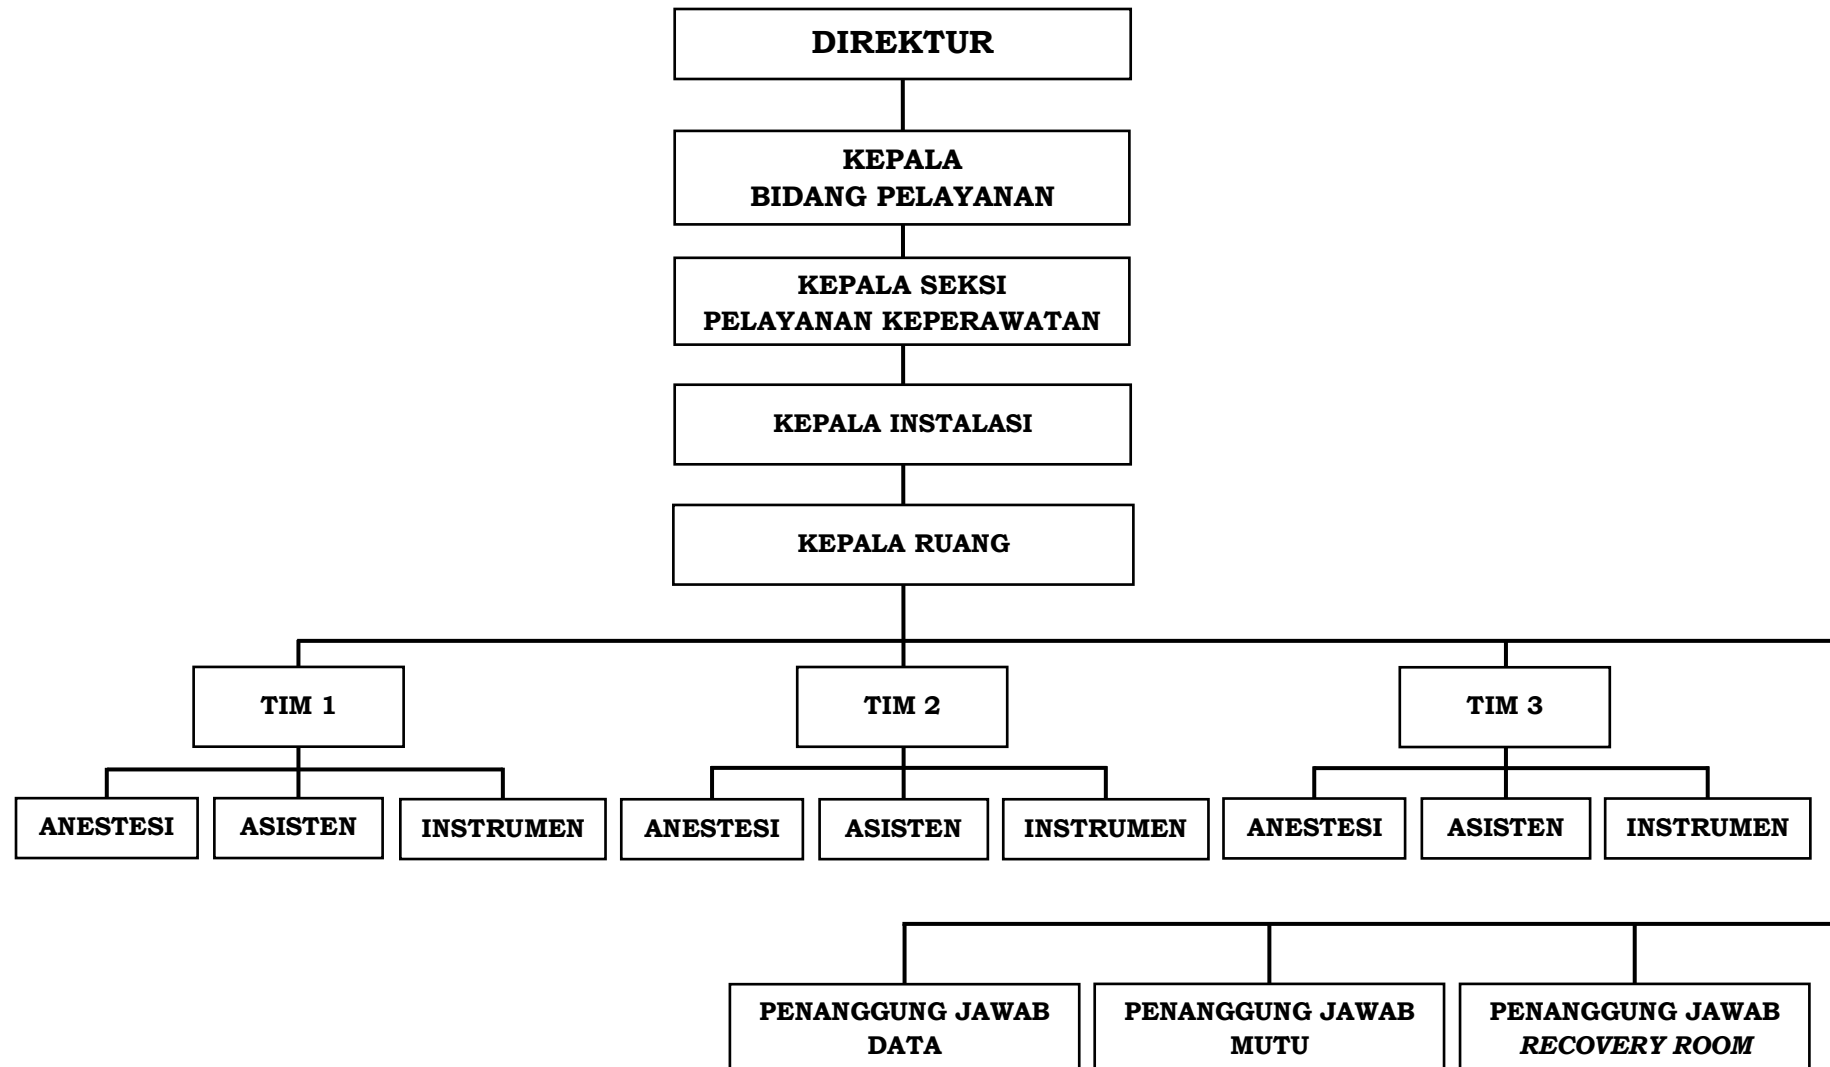 DIREKTUR
KEPALA
BIDANG PELAYANAN
KEPALA SEKSI
PELAYANAN KEPERAWATAN
KEPALA INSTALASI
KEPALA RUANG
TIM 1
TIM 2
TIM 3
ANESTESI
ASISTEN
INSTRUMEN
ANESTESI
ASISTEN
INSTRUMEN
ANESTESI
ASISTEN
INSTRUMEN
PENANGGUNG JAWAB
DATA
PENANGGUNG JAWAB
MUTU
PENANGGUNG JAWAB
RECOVERY ROOM